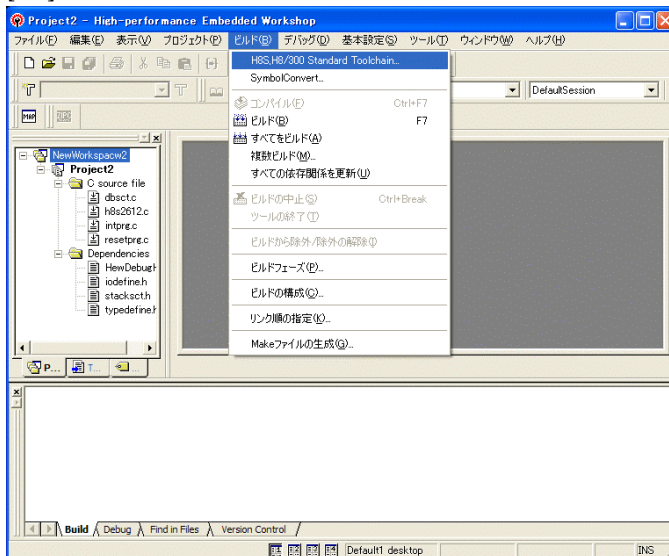 Project2 - High-performance Embedded Workshop
ファイル(F) 編集(E) 表示(V) プロジェクト(P) ビルド(B) デバッグ(D) 基本設定(S) ツール(T) ウィンドウ(W) ヘルプ(H)
H8S,H8/300 Standard Toolchain...
SymbolConvert...
DefaultSession
コンパイル(F) Ctrl+F7
ビルド(B) F7
すべてをビルド(A)
複数ビルド(M)...
すべての依存関係を更新(U)
ビルドの中止(S) Ctrl+Break
ツールの終了(T)
ビルドから除外/除外の解除(I)
ビルドフェーズ(P)...
ビルドの構成(C)...
リンク順の指定(K)...
Makeファイルの生成(G)...
MAP
NewWorkspacw2
Project2
C source file
dbsct.c
h8s2612.c
intprg.c
resetprg.c
Dependencies
HewDebugH
iodefine.h
stacksct.h
typedefine.h
P... T...
Build Debug Find in Files Version Control
Default1 desktop INS